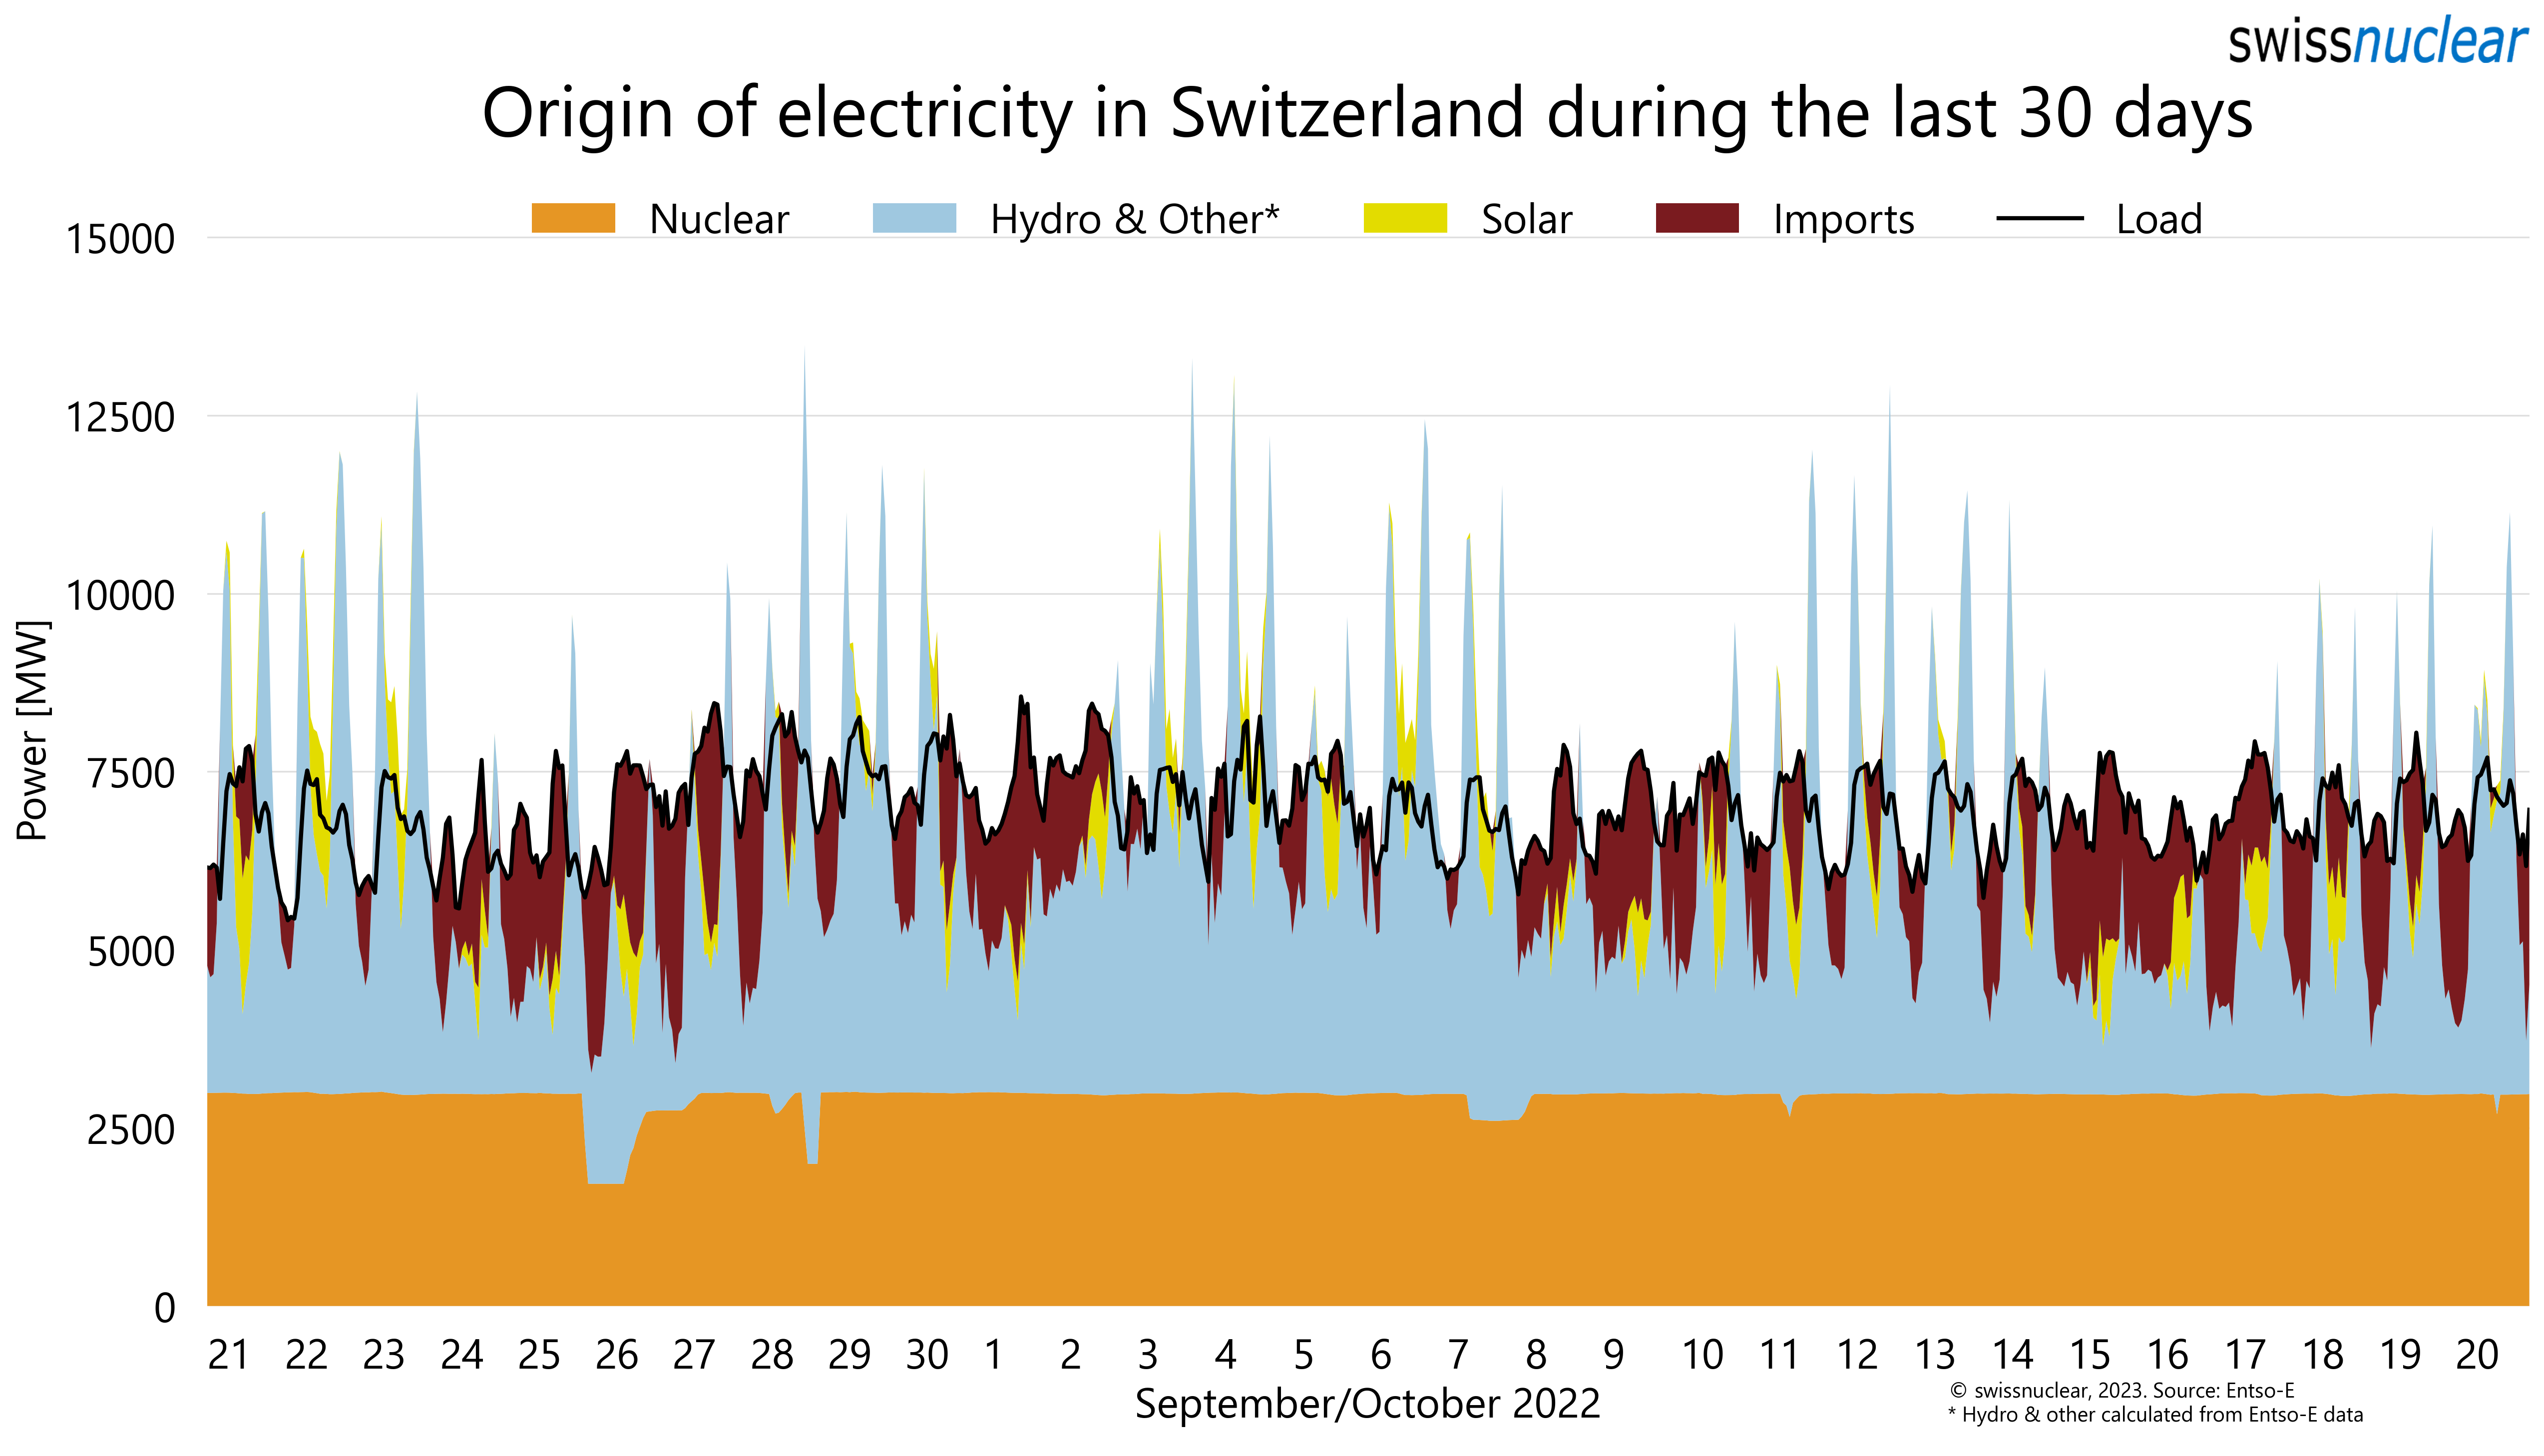 swissnuclear
Origin of electricity in Switzerland during the last 30 days
Nuclear Hydro & Other* Solar Imports Load
15000
12500
10000
7500
5000
2500
0
Power [MW]
21 22 23 24 25 26 27 28 29 30 1 2 3 4 5 6 7 8 9 10 11 12 13 14 15 16 17 18 19 20
September/October 2022
© swissnuclear, 2023. Source: Entso-E
* Hydro & other calculated from Entso-E data